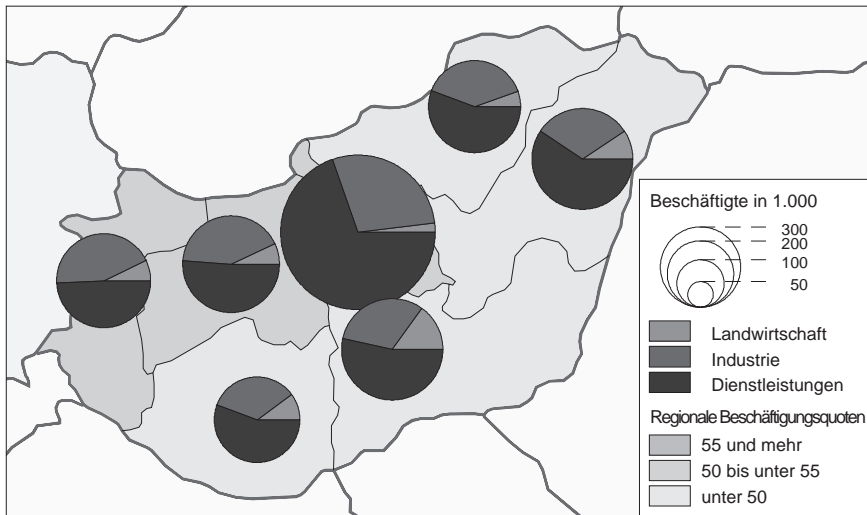 Beschäftigte in 1.000
300
200
100
50
Landwirtschaft
Industrie
Dienstleistungen
Regionale Beschäftigungsquoten
55 und mehr
50 bis unter 55
unter 50